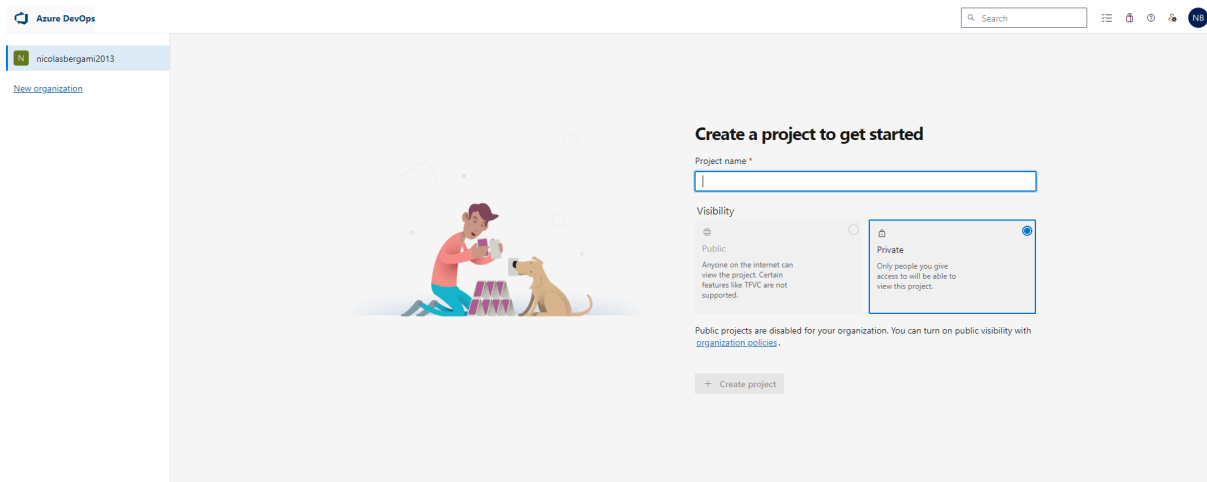 Azure DevOps
Search
NB
N
nicolasbergami2013
New organization
Create a project to get started
Project name *
Visibility
Public
Anyone on the internet can
view the project. Certain
features like TFVC are not
supported.
Private
Only people you give
access to will be able to
view this project.
Public projects are disabled for your organization. You can turn on public visibility with
organization policies.
+ Create project